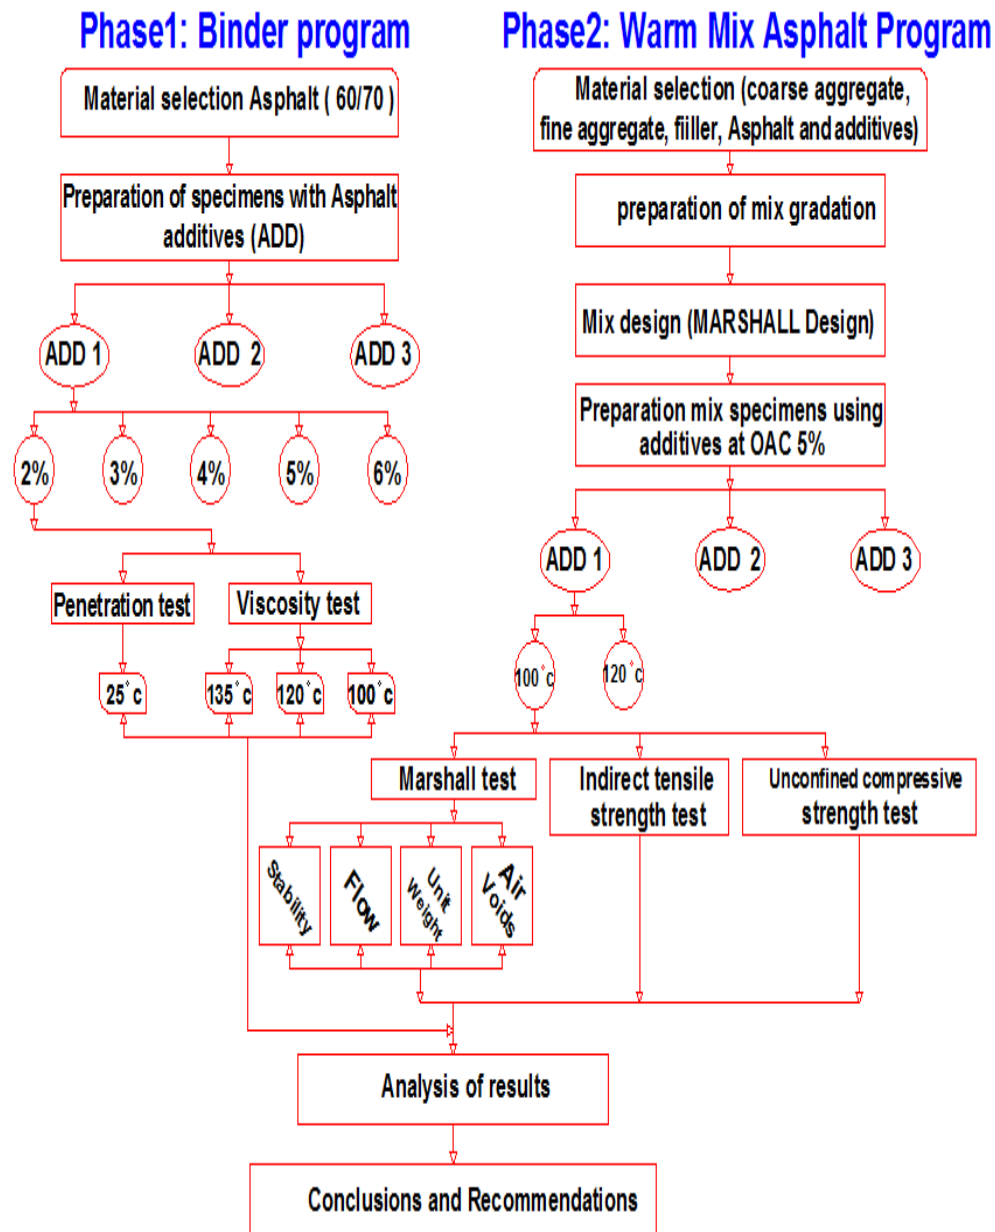 Phase1: Binder program
Material selection Asphalt ( 60/70 )
Preparation of specimens with Asphalt
additives (ADD)
ADD 1
ADD 2
ADD 3
2%
3%
4%
5%
6%
Penetration test
Viscosity test
25°c
135°c
120°c
100°c
Phase2: Warm Mix Asphalt Program
Material selection (coarse aggregate,
fine aggregate, fiiller, Asphalt and additives)
preparation of mix gradation
Mix design (MARSHALL Design)
Preparation mix specimens using
additives at OAC 5%
ADD 1
ADD 2
ADD 3
100°c
120°c
Marshall test
Indirect tensile
strength test
Unconfined compressive
strength test
Stability
Flow
Unit
Weight
Air
Voids
Analysis of results
Conclusions and Recommendations